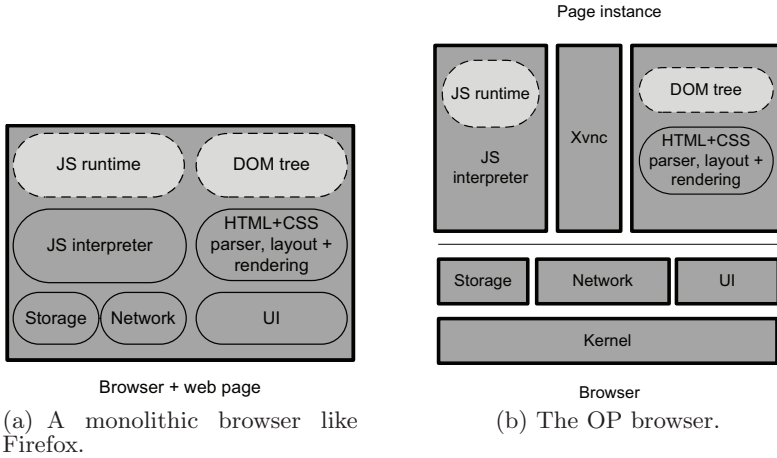 JS runtime
DOM tree
JS interpreter
HTML+CSS
parser, layout +
rendering
Storage
Network
UI
Browser + web page
(a) A monolithic browser like
Firefox.
Page instance
JS runtime
JS
interpreter
Xvnc
DOM tree
HTML+CSS
parser, layout +
rendering
Storage
Network
UI
Kernel
Browser
(b) The OP browser.